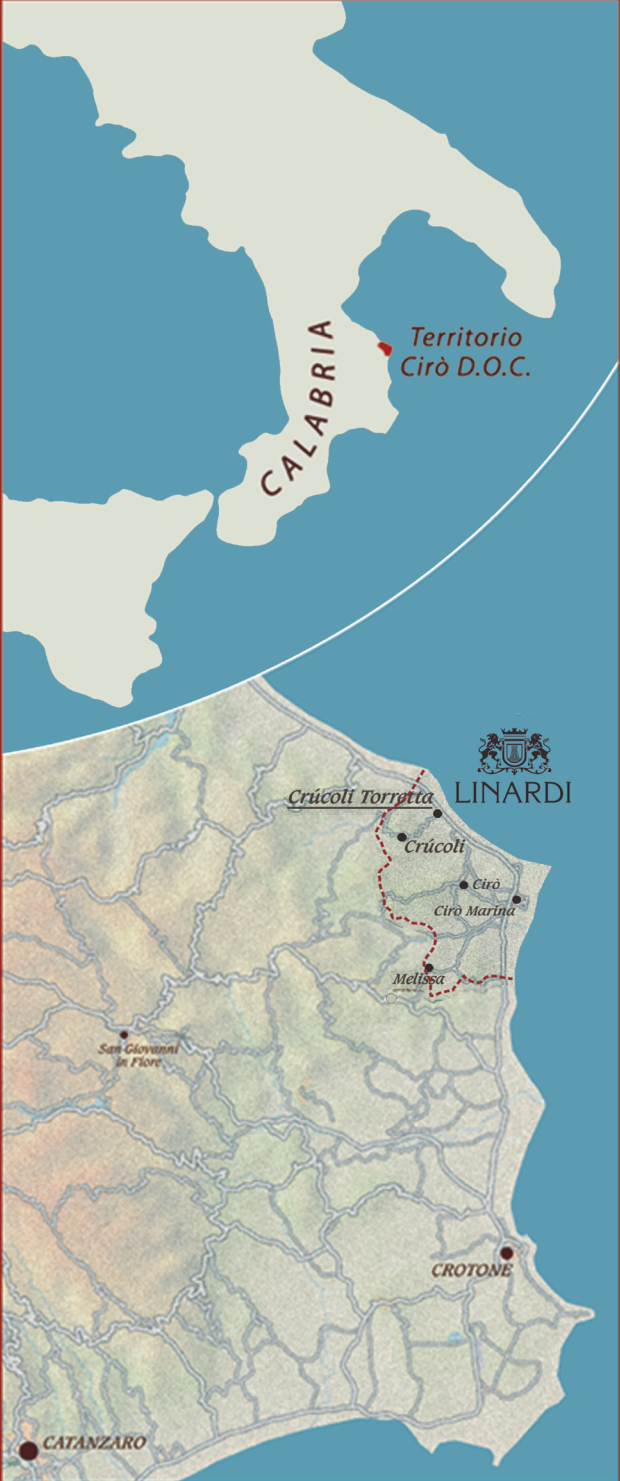 CALABRIA
Territorio
Cirò D.O.C.
LINARDI
Crúcoli Torretta
Crúcoli
Cirò
Cirò Marina
Melissa
San Giovanni
in Fiore
CROTONE
CATANZARO